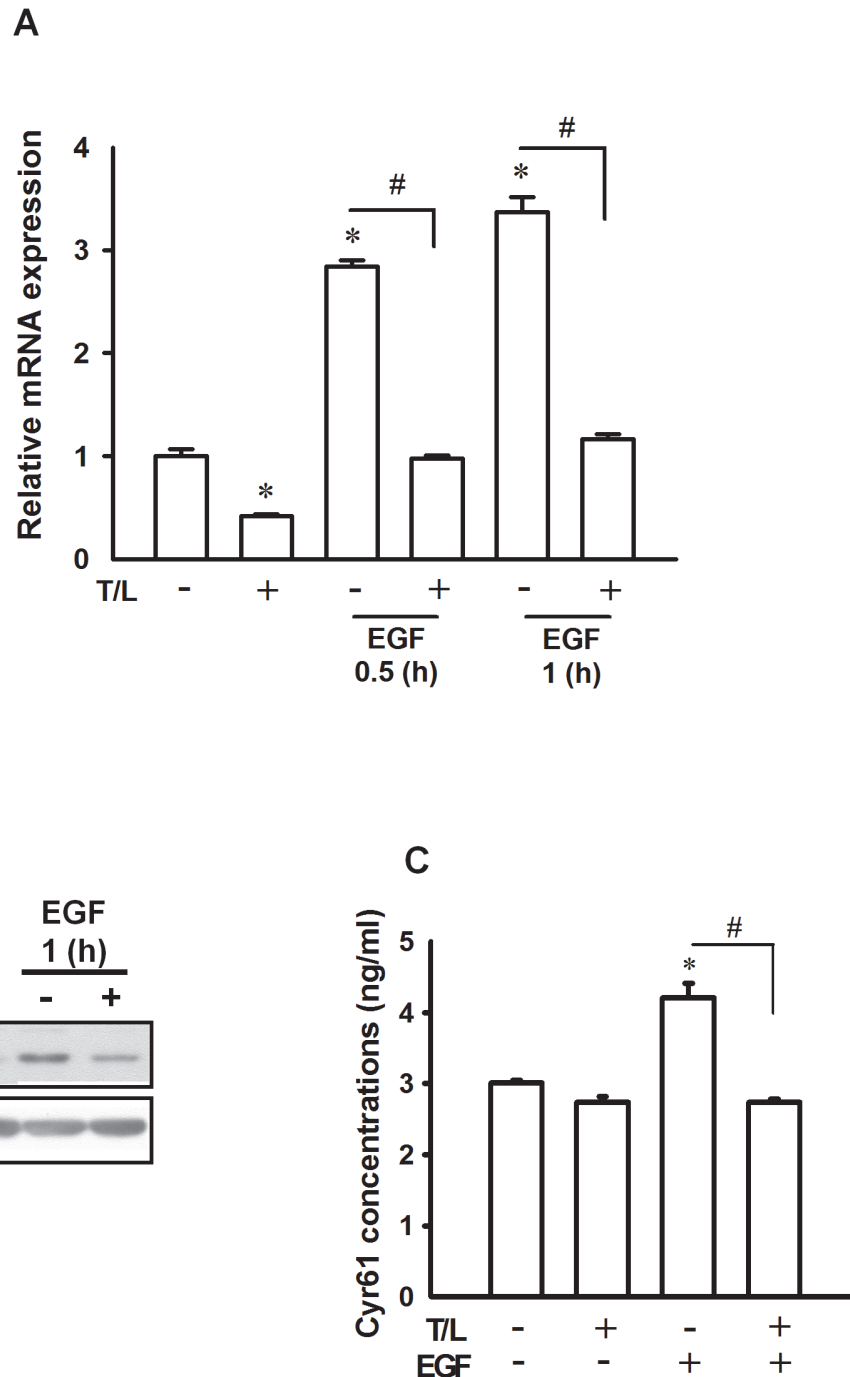 A
Relative mRNA expression
4
3
2
1
0
#
#
*
*
*
T/L - + - + - +
EGF EGF
0.5 (h) 1 (h)
EGF
1 (h)
- +
C
Cyr61 concentrations (ng/ml)
5
4
3
2
1
0
#
*
T/L - + - +
EGF - - + +